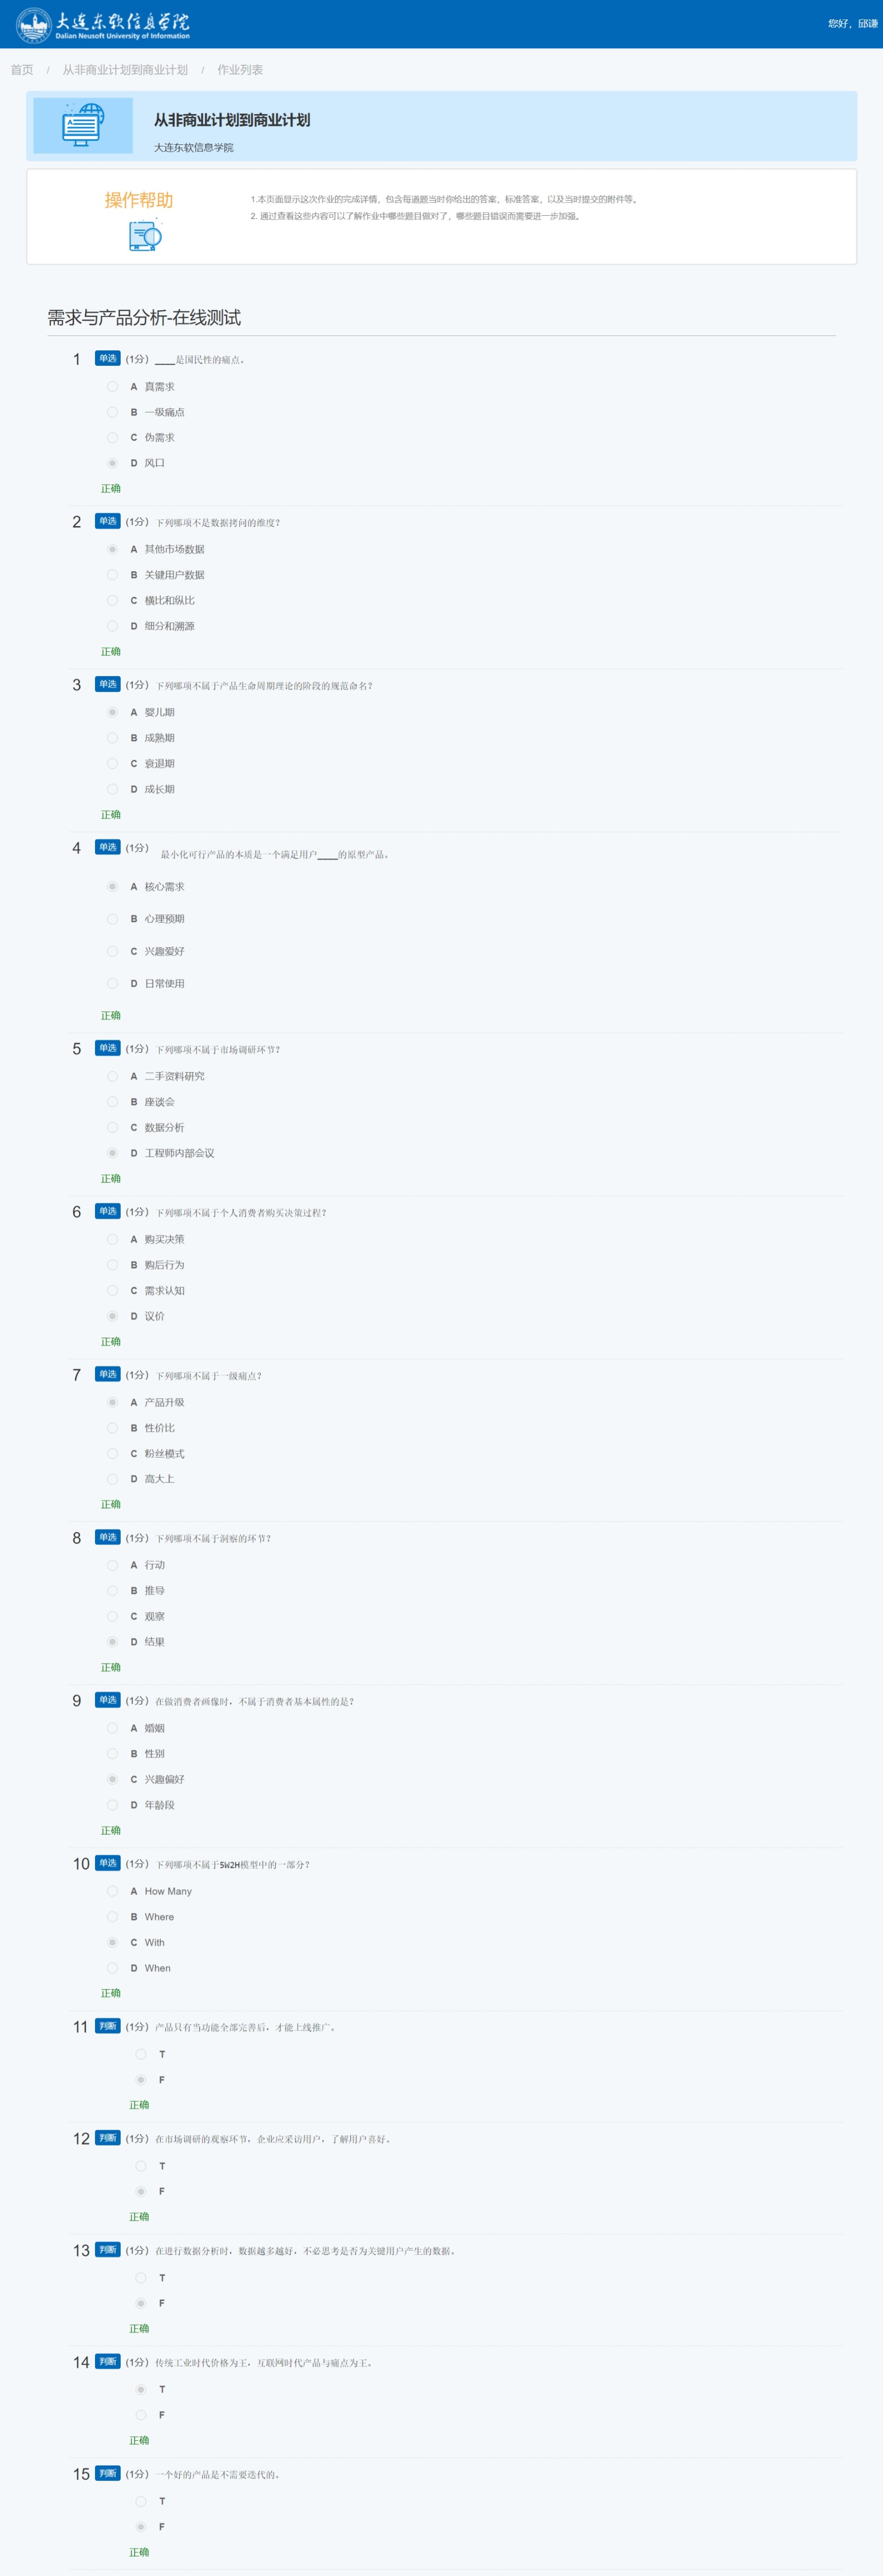 大连东软信息学院
Dalian Neusoft University of Information
您好，邱谦
首页 / 从非商业计划到商业计划 / 作业列表
从非商业计划到商业计划
大连东软信息学院
操作帮助
1.本页面显示这次作业的完成详情，包含每道题当时你给出的答案，标准答案，以及当时提交的附件等。
2. 通过查看这些内容可以了解作业中哪些题目做对了，哪些题目错误而需要进一步加强。
需求与产品分析-在线测试
1 单选 (1分) ____是国民性的痛点。
A 真需求
B 一级痛点
C 伪需求
D 风口
正确
2 单选 (1分) 下列哪项不是数据拷问的维度？
A 其他市场数据
B 关键用户数据
C 横比和纵比
D 细分和溯源
正确
3 单选 (1分) 下列哪项不属于产品生命周期理论的阶段的规范命名？
A 婴儿期
B 成熟期
C 衰退期
D 成长期
正确
4 单选 (1分) 最小化可行产品的本质是一个满足用户____的原型产品。
A 核心需求
B 心理预期
C 兴趣爱好
D 日常使用
正确
5 单选 (1分) 下列哪项不属于市场调研环节？
A 二手资料研究
B 座谈会
C 数据分析
D 工程师内部会议
正确
6 单选 (1分) 下列哪项不属于个人消费者购买决策过程？
A 购买决策
B 购后行为
C 需求认知
D 议价
正确
7 单选 (1分) 下列哪项不属于一级痛点？
A 产品升级
B 性价比
C 粉丝模式
D 高大上
正确
8 单选 (1分) 下列哪项不属于洞察的环节？
A 行动
B 推导
C 观察
D 结果
正确
9 单选 (1分) 在做消费者画像时，不属于消费者基本属性的是？
A 婚姻
B 性别
C 兴趣偏好
D 年龄段
正确
10 单选 (1分) 下列哪项不属于5W2H模型中的一部分？
A How Many
B Where
C With
D When
正确
11 判断 (1分) 产品只有当功能全部完善后，才能上线推广。
T
F
正确
12 判断 (1分) 在市场调研的观察环节，企业应采访用户，了解用户喜好。
T
F
正确
13 判断 (1分) 在进行数据分析时，数据越多越好，不必思考是否为关键用户产生的数据。
T
F
正确
14 判断 (1分) 传统工业时代价格为王，互联网时代产品与痛点为王。
T
F
正确
15 判断 (1分) 一个好的产品是不需要迭代的。
T
F
正确